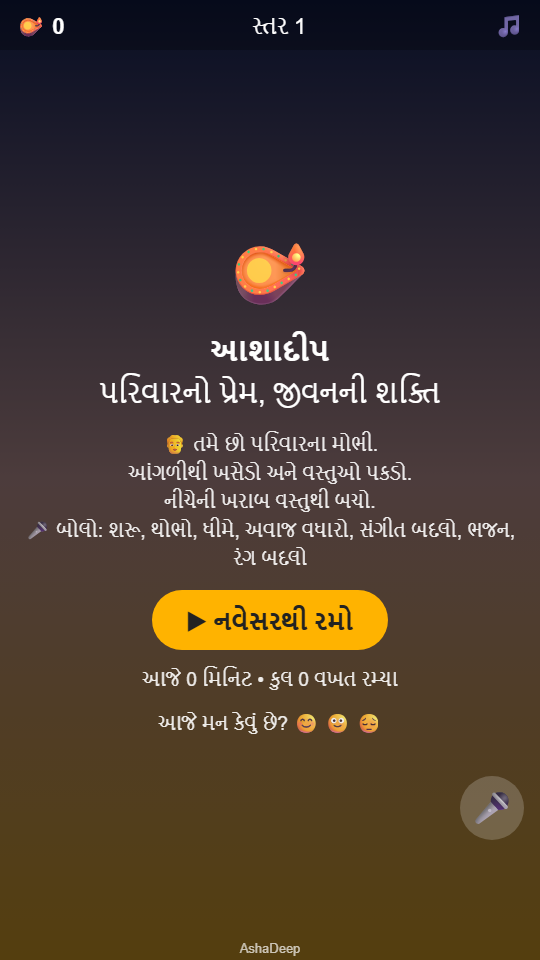 0
સ્તર 1
આશાદીપ
પરિવારનો પ્રેમ, જીવનની શક્તિ
તમે છો પરિવારના મોભી.
આંગળીથી ખસેડો અને વસ્તુઓ પકડો.
નીચેની ખરાબ વસ્તુથી બચો.
બોલો: શરૂ, થોભો, ધીમે, અવાજ વધારો, સંગીત બદલો, ભજન,
રંગ બદલો
▶ નવેસરથી રમો
આજે 0 મિનિટ • કુલ 0 વખત રમ્યા
આજે મન કેવું છે?
AshaDeep